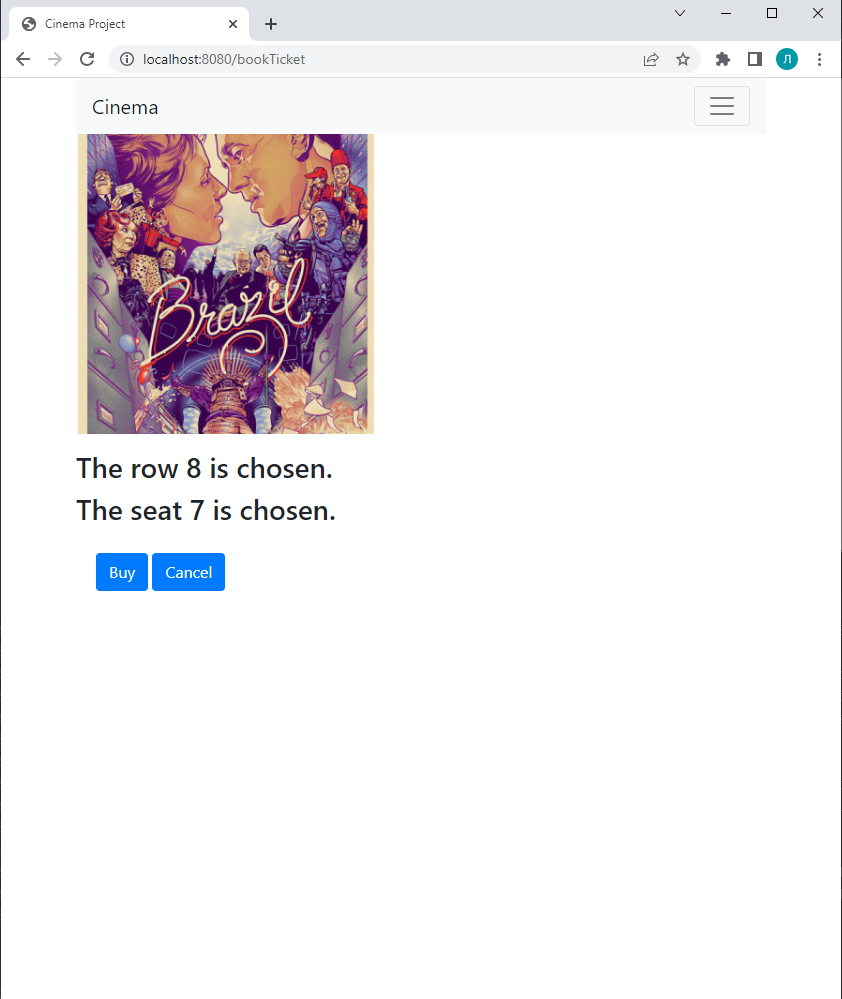 Cinema Project
localhost:8080/bookTicket
Л
Cinema
Brazil
The row 8 is chosen.
The seat 7 is chosen.
Buy Cancel